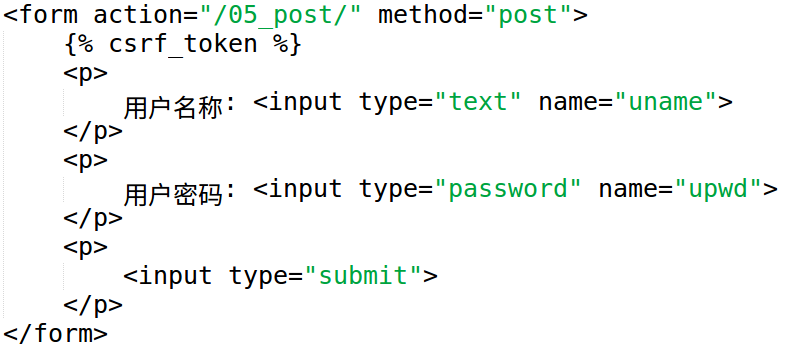 <form action="/05_post/" method="post">
    {% csrf_token %}
    <p>
        用户名称: <input type="text" name="uname">
    </p>
    <p>
        用户密码: <input type="password" name="upwd">
    </p>
    <p>
        <input type="submit">
    </p>
</form>